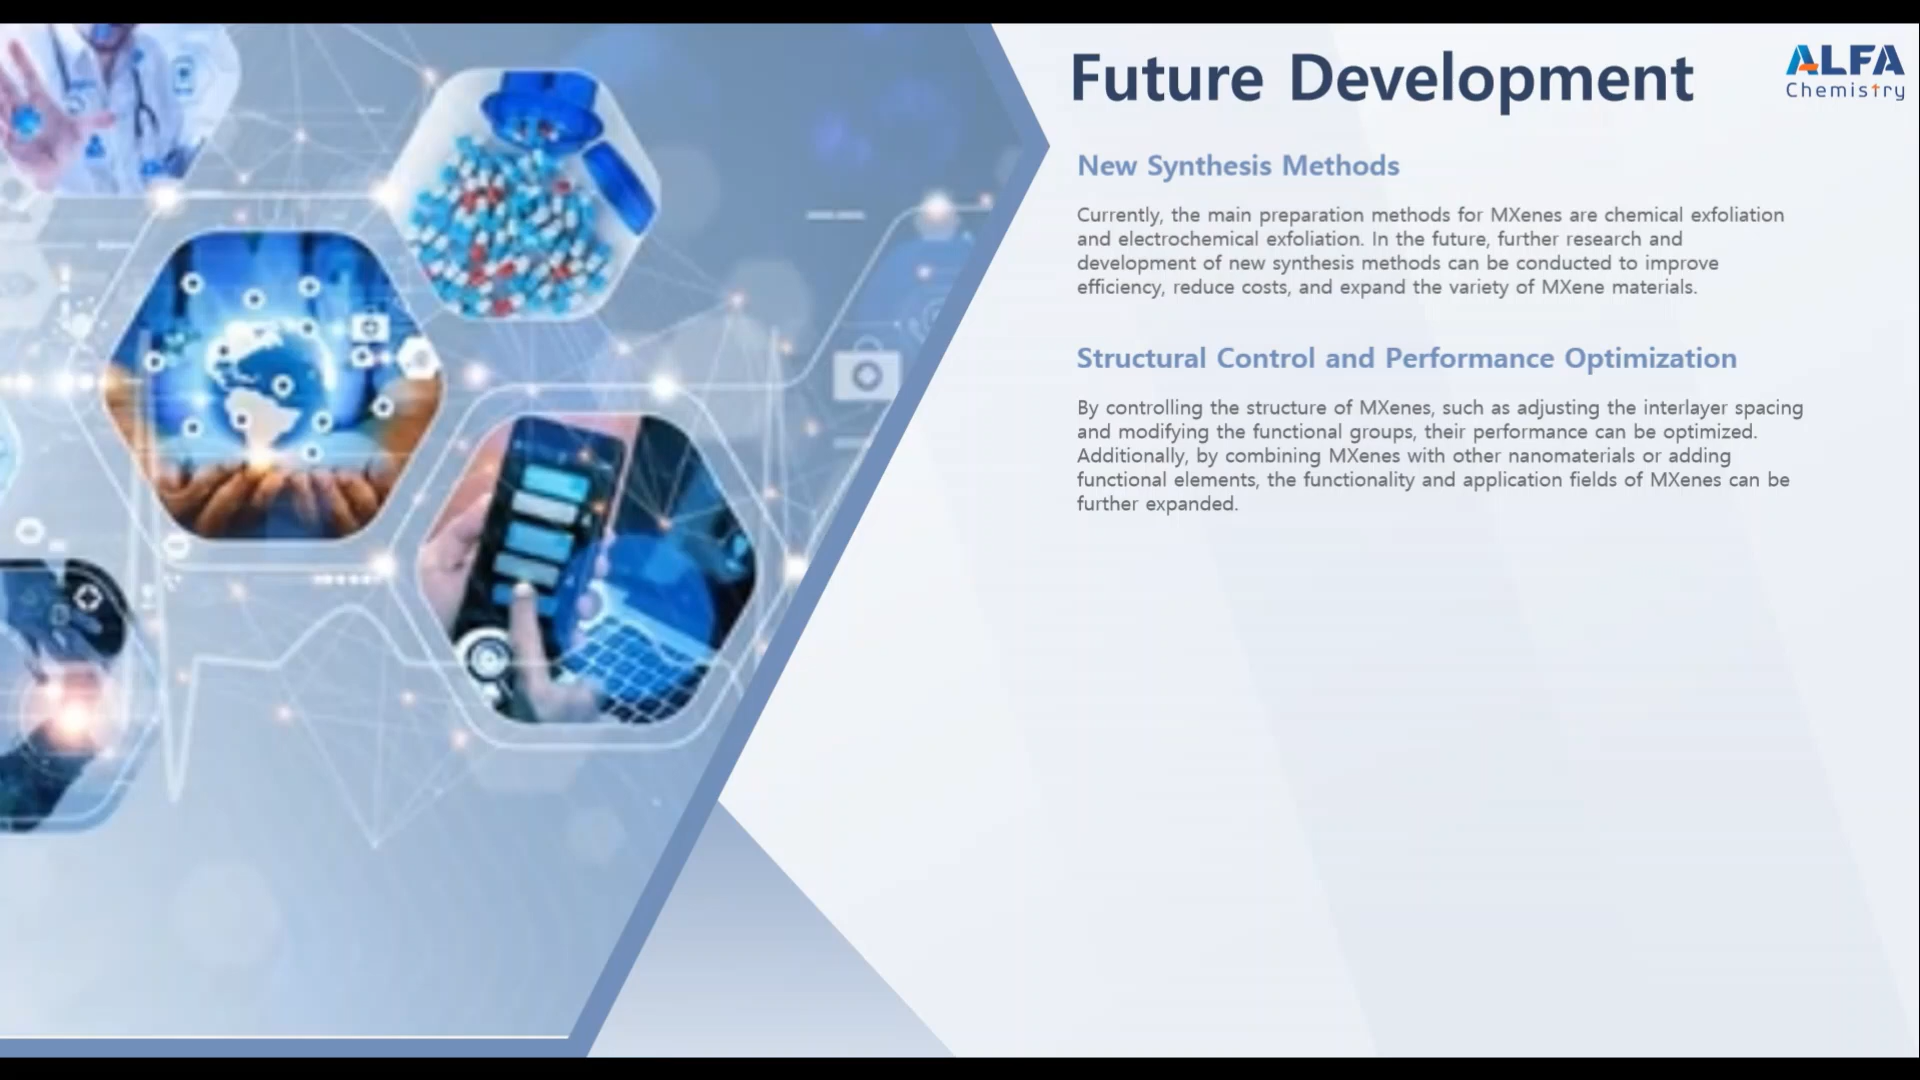 Future Development
ALFA
Chemistry
New Synthesis Methods
Currently, the main preparation methods for MXenes are chemical exfoliation
and electrochemical exfoliation. In the future, further research and
development of new synthesis methods can be conducted to improve
efficiency, reduce costs, and expand the variety of MXene materials.
Structural Control and Performance Optimization
By controlling the structure of MXenes, such as adjusting the interlayer spacing
and modifying the functional groups, their performance can be optimized.
Additionally, by combining MXenes with other nanomaterials or adding
functional elements, the functionality and application fields of MXenes can be
further expanded.